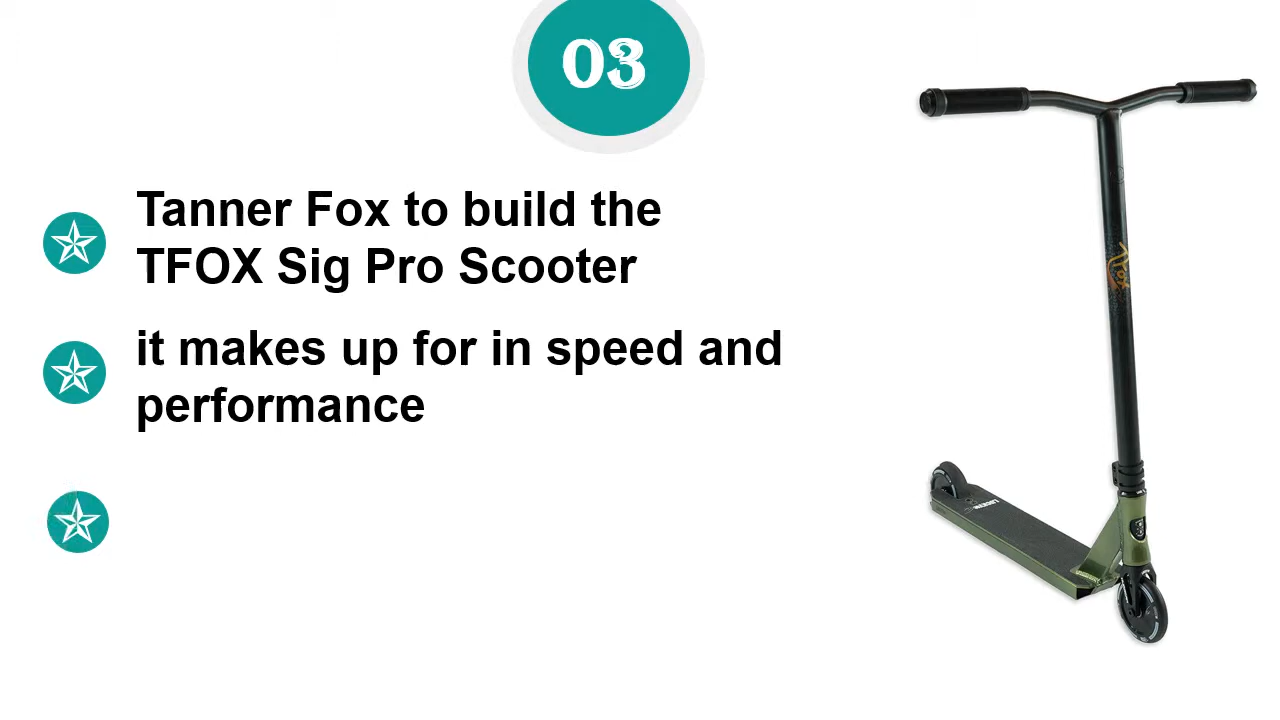 03
Tanner Fox to build the
TFOX Sig Pro Scooter
it makes up for in speed and
performance